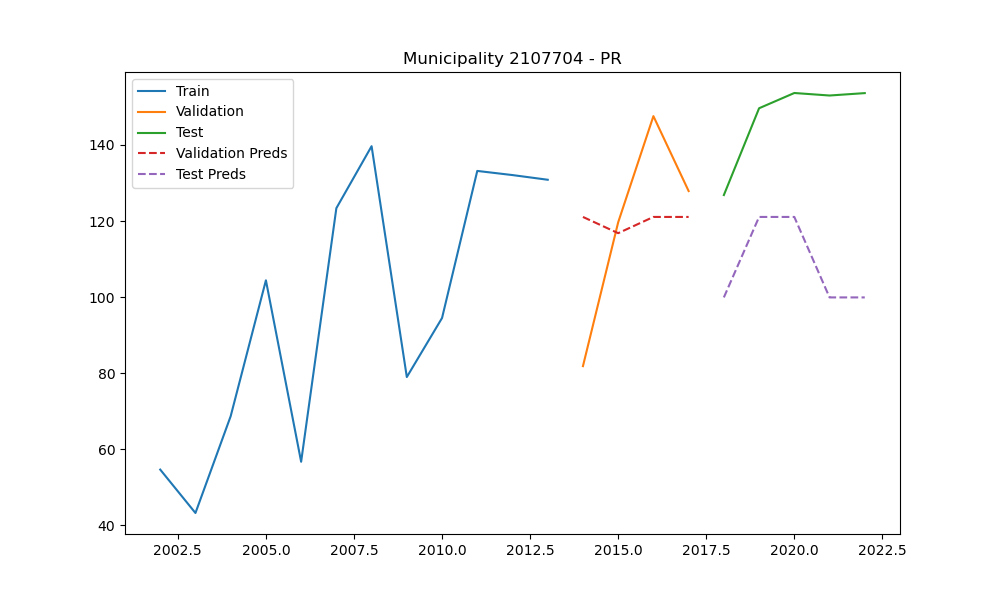 Municipality 2107704 - PR
Train
Validation
Test
Validation Preds
Test Preds
140
120
100
80
60
40
2002.5 2005.0 2007.5 2010.0 2012.5 2015.0 2017.5 2020.0 2022.5